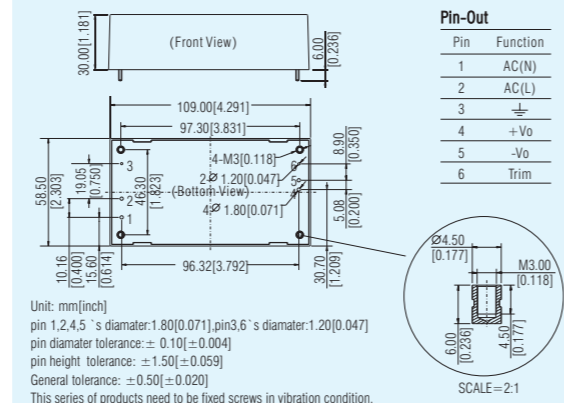 30.00[1.181]
(Front View)
6.00
[0.236]
109.00[4.291]
97.30[3.831]
4-M3[0.118]
2-Ø 1.20[0.047]
(Bottom View)
4-Ø 1.80[0.071]
58.50
[2.303]
19.05
[0.750]
46.30
[1.823]
3
2
1
6
5
4
8.90
[0.350]
5.08
[0.200]
10.16
[0.400]
15.60
[0.614]
96.32[3.792]
30.70
[1.209]
Pin-Out
Pin Function
1 AC(N)
2 AC(L)
3
4 +Vo
5 -Vo
6 Trim
Ø4.50
[0.177]
M3.00
[0.118]
6.00
[0.236]
4.50
[0.177]
SCALE=2:1
Unit: mm[inch]
pin 1,2,4,5 `s diamater:1.80[0.071],pin3,6`s diamater:1.20[0.047]
pin diamater tolerance:± 0.10[±0.004]
pin height tolerance: ±1.50[±0.059]
General tolerance: ±0.50[±0.020]
This series of products need to be fixed screws in vibration condition.